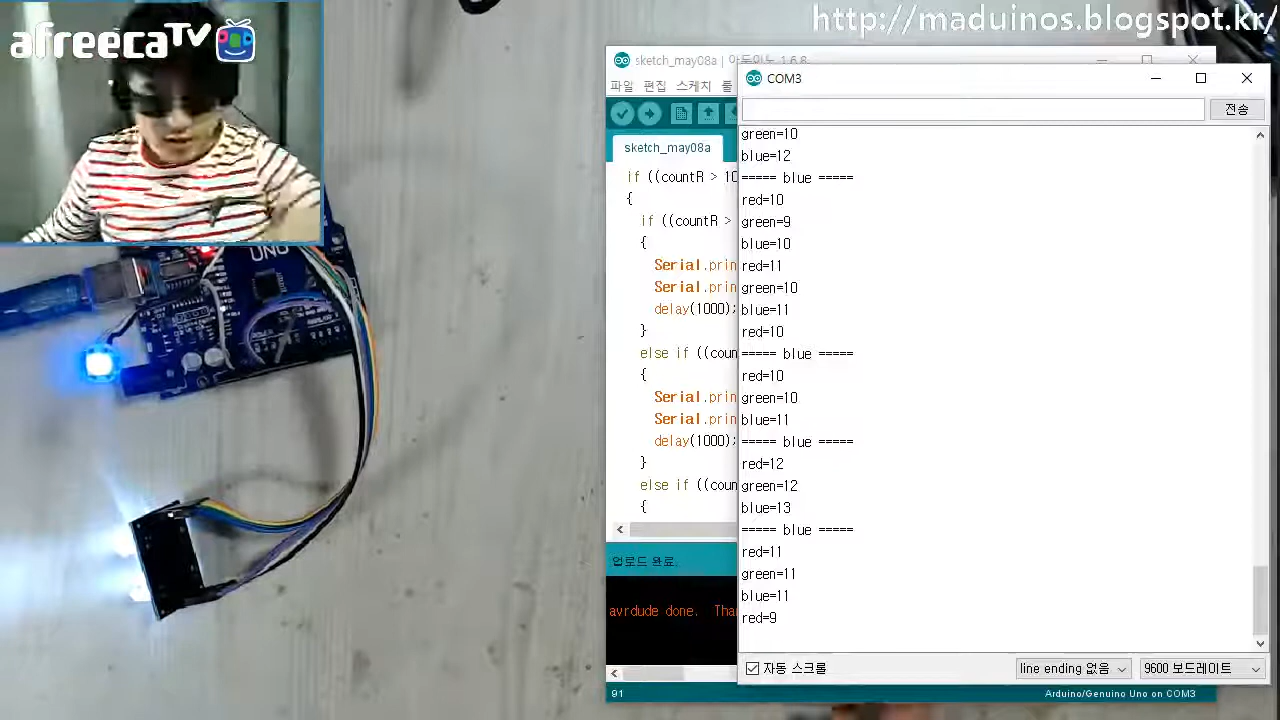 afreecaTV
http://maduinos.blogspot.kr/
sketch_may08a | 아두이노 1.6.8
파일 편집 스케치 툴
sketch_may08a
if ((countR > 10
{
if ((countR >
{
Serial.prin
Serial.prin
delay(1000);
}
else if ((coun
{
Serial.prin
Serial.prin
delay(1000);
}
else if ((coun
{
업로드 완료.
avrdude done. Than
91
Arduino/Genuino Uno on COM3
COM3
전송
green=10
blue=12
===== blue =====
red=10
green=9
blue=10
red=11
green=10
blue=11
red=10
===== blue =====
red=10
green=10
blue=11
===== blue =====
red=12
green=12
blue=13
===== blue =====
red=11
green=11
blue=11
red=9
자동 스크롤
line ending 없음
9600 보드레이트
UNO